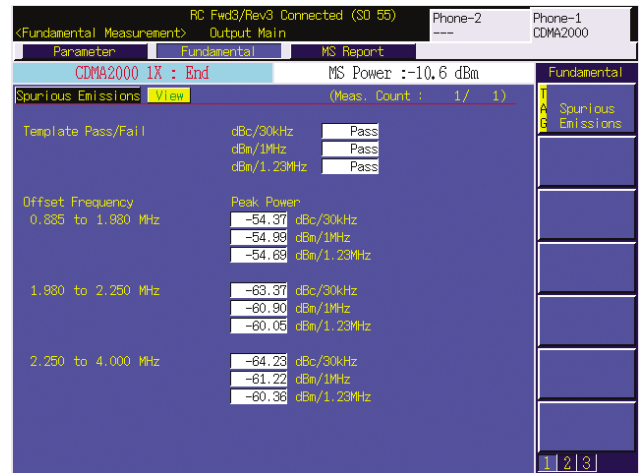 RC Fwd3/Rev3 Connected (SO 55)
<Fundamental Measurement> Output Main
Phone-2
---
Phone-1
CDMA2000
Parameter Fundamental MS Report
CDMA2000 1X : End MS Power :-10.6 dBm Fundamental
Spurious Emissions View (Meas. Count : 1/ 1)
TAG
Spurious
Emissions
Template Pass/Fail dBc/30kHz Pass
dBm/1MHz Pass
dBm/1.23MHz Pass
Offset Frequency Peak Power
0.885 to 1.980 MHz -54.37 dBc/30kHz
-54.99 dBm/1MHz
-54.69 dBm/1.23MHz
1.980 to 2.250 MHz -63.37 dBc/30kHz
-60.90 dBm/1MHz
-60.05 dBm/1.23MHz
2.250 to 4.000 MHz -64.23 dBc/30kHz
-61.22 dBm/1MHz
-60.36 dBm/1.23MHz
1 2 3